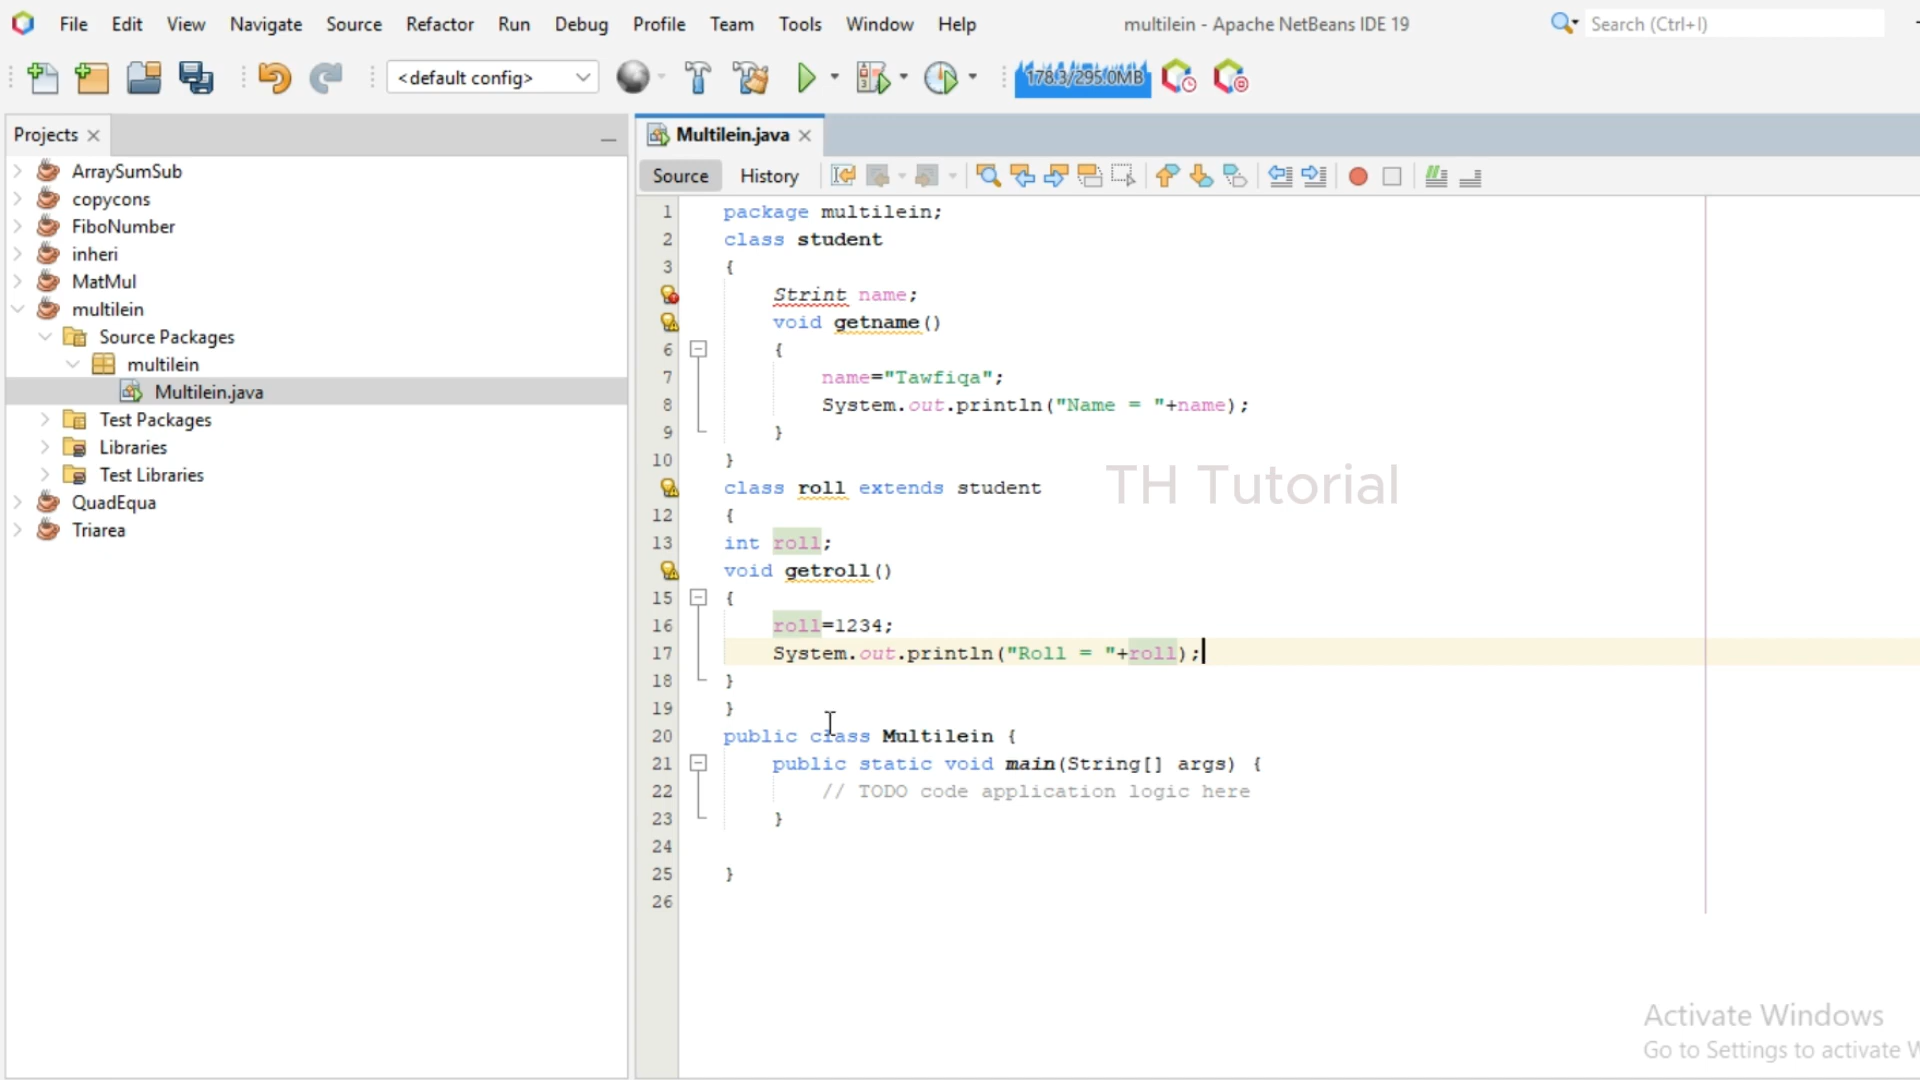 File Edit View Navigate Source Refactor Run Debug Profile Team Tools Window Help
multilein - Apache NetBeans IDE 19
Search (Ctrl+I)
<default config>
178.3/295.0MB
Projects
ArraySumSub
copycons
FiboNumber
inheri
MatMul
multilein
Source Packages
multilein
Multilein.java
Test Packages
Libraries
Test Libraries
QuadEqua
Triarea
Multilein.java
Source History
1 package multilein;
2 class student
3 {
Strint name;
void getname()
6 {
7 name="Tawfiqa";
8 System.out.println("Name = "+name);
9 }
10 }
class roll extends student
12 {
13 int roll;
void getroll()
15 {
16 roll=1234;
17 System.out.println("Roll = "+roll);
18 }
19 }
20 public class Multilein {
21 public static void main(String[] args) {
22 // TODO code application logic here
23 }
24
25 }
26
TH Tutorial
Activate Windows
Go to Settings to activate